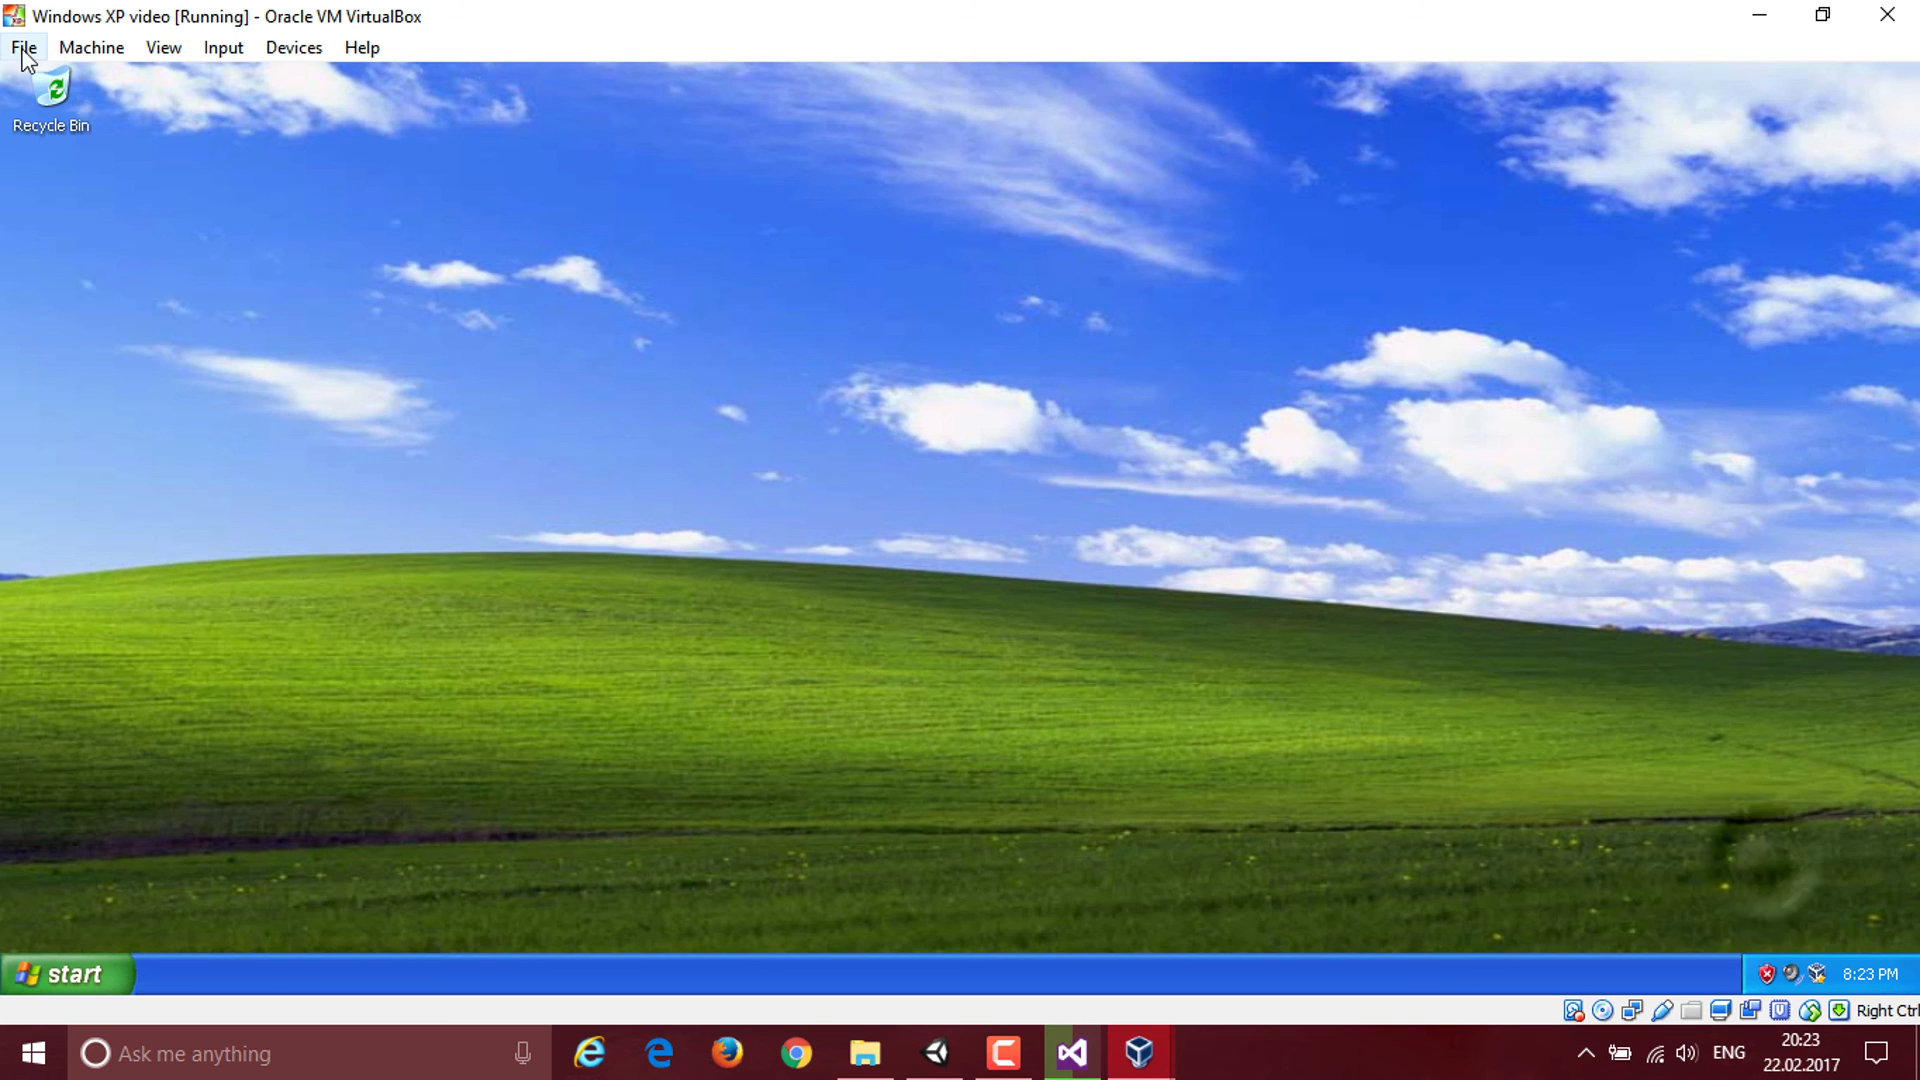 Windows XP video [Running] - Oracle VM VirtualBox
File Machine View Input Devices Help
Recycle Bin
start
8:23 PM
Right Ctrl
Ask me anything
ENG
20:23
22.02.2017